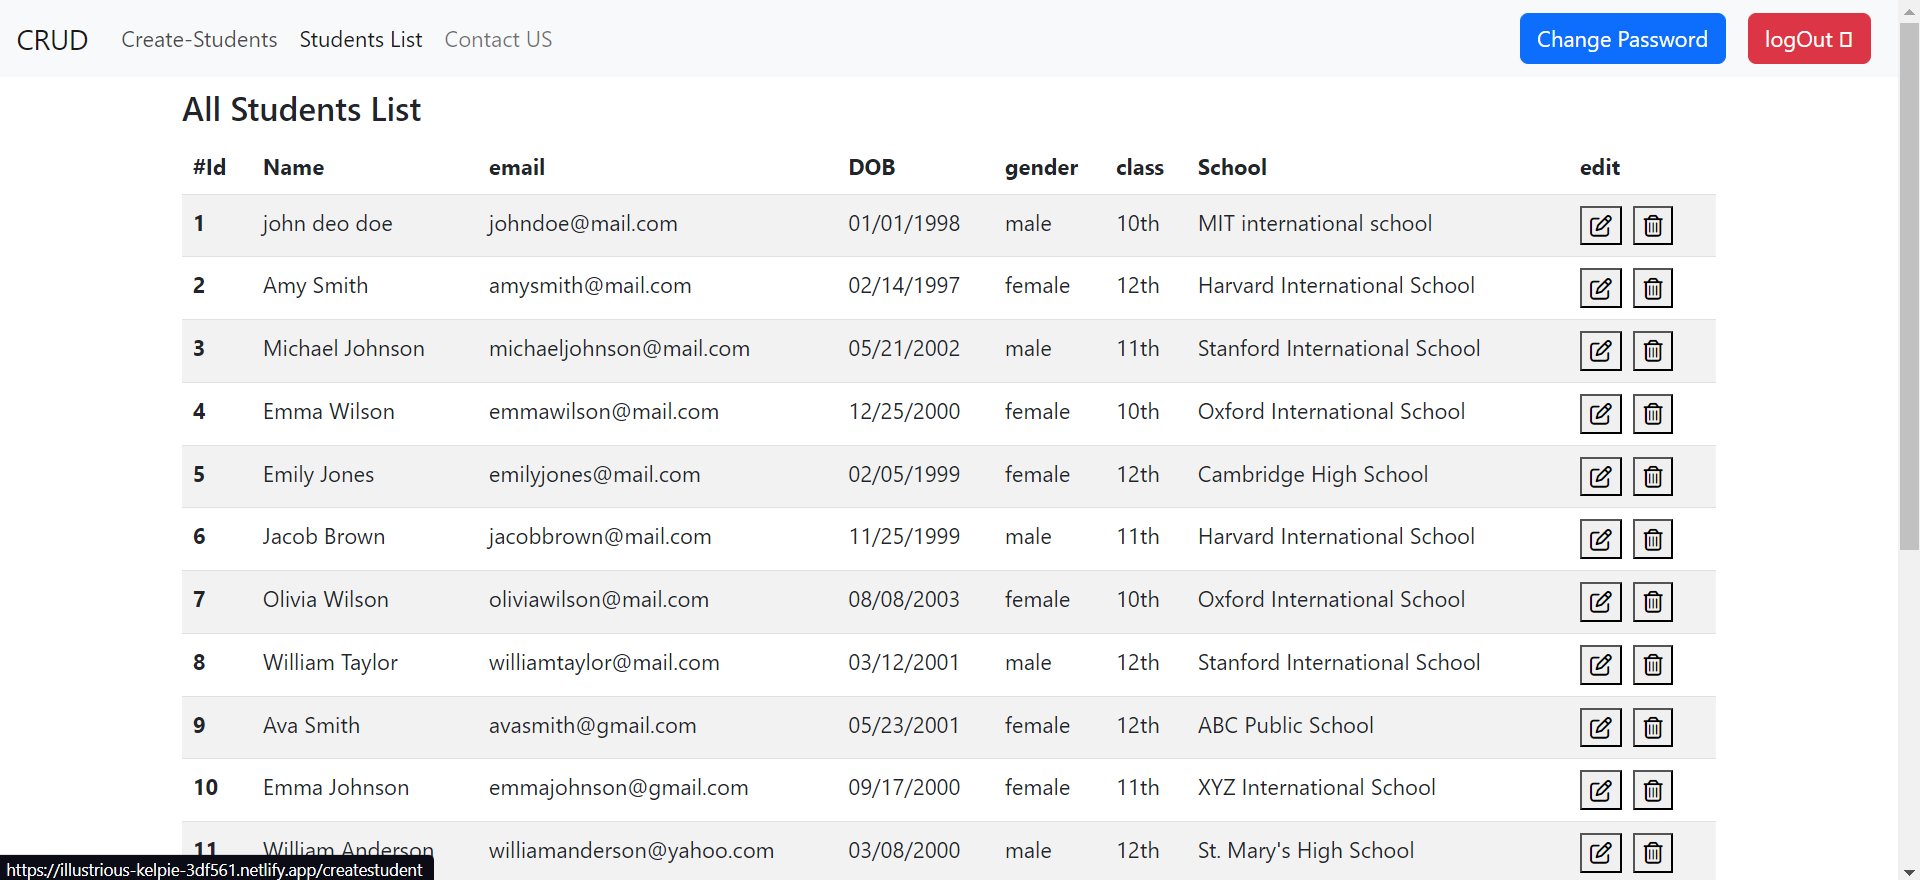 CRUD Create-Students Students List Contact US Change Password logOut
All Students List
#Id Name email DOB gender class School edit
1 john deo doe johndoe@mail.com 01/01/1998 male 10th MIT international school
2 Amy Smith amysmith@mail.com 02/14/1997 female 12th Harvard International School
3 Michael Johnson michaeljohnson@mail.com 05/21/2002 male 11th Stanford International School
4 Emma Wilson emmawilson@mail.com 12/25/2000 female 10th Oxford International School
5 Emily Jones emilyjones@mail.com 02/05/1999 female 12th Cambridge High School
6 Jacob Brown jacobbrown@mail.com 11/25/1999 male 11th Harvard International School
7 Olivia Wilson oliviawilson@mail.com 08/08/2003 female 10th Oxford International School
8 William Taylor williamtaylor@mail.com 03/12/2001 male 12th Stanford International School
9 Ava Smith avasmith@gmail.com 05/23/2001 female 12th ABC Public School
10 Emma Johnson emmajohnson@gmail.com 09/17/2000 female 11th XYZ International School
11 William Anderson williamanderson@yahoo.com 03/08/2000 male 12th St. Mary's High School
https://illustrious-kelpie-3df561.netlify.app/createstudent